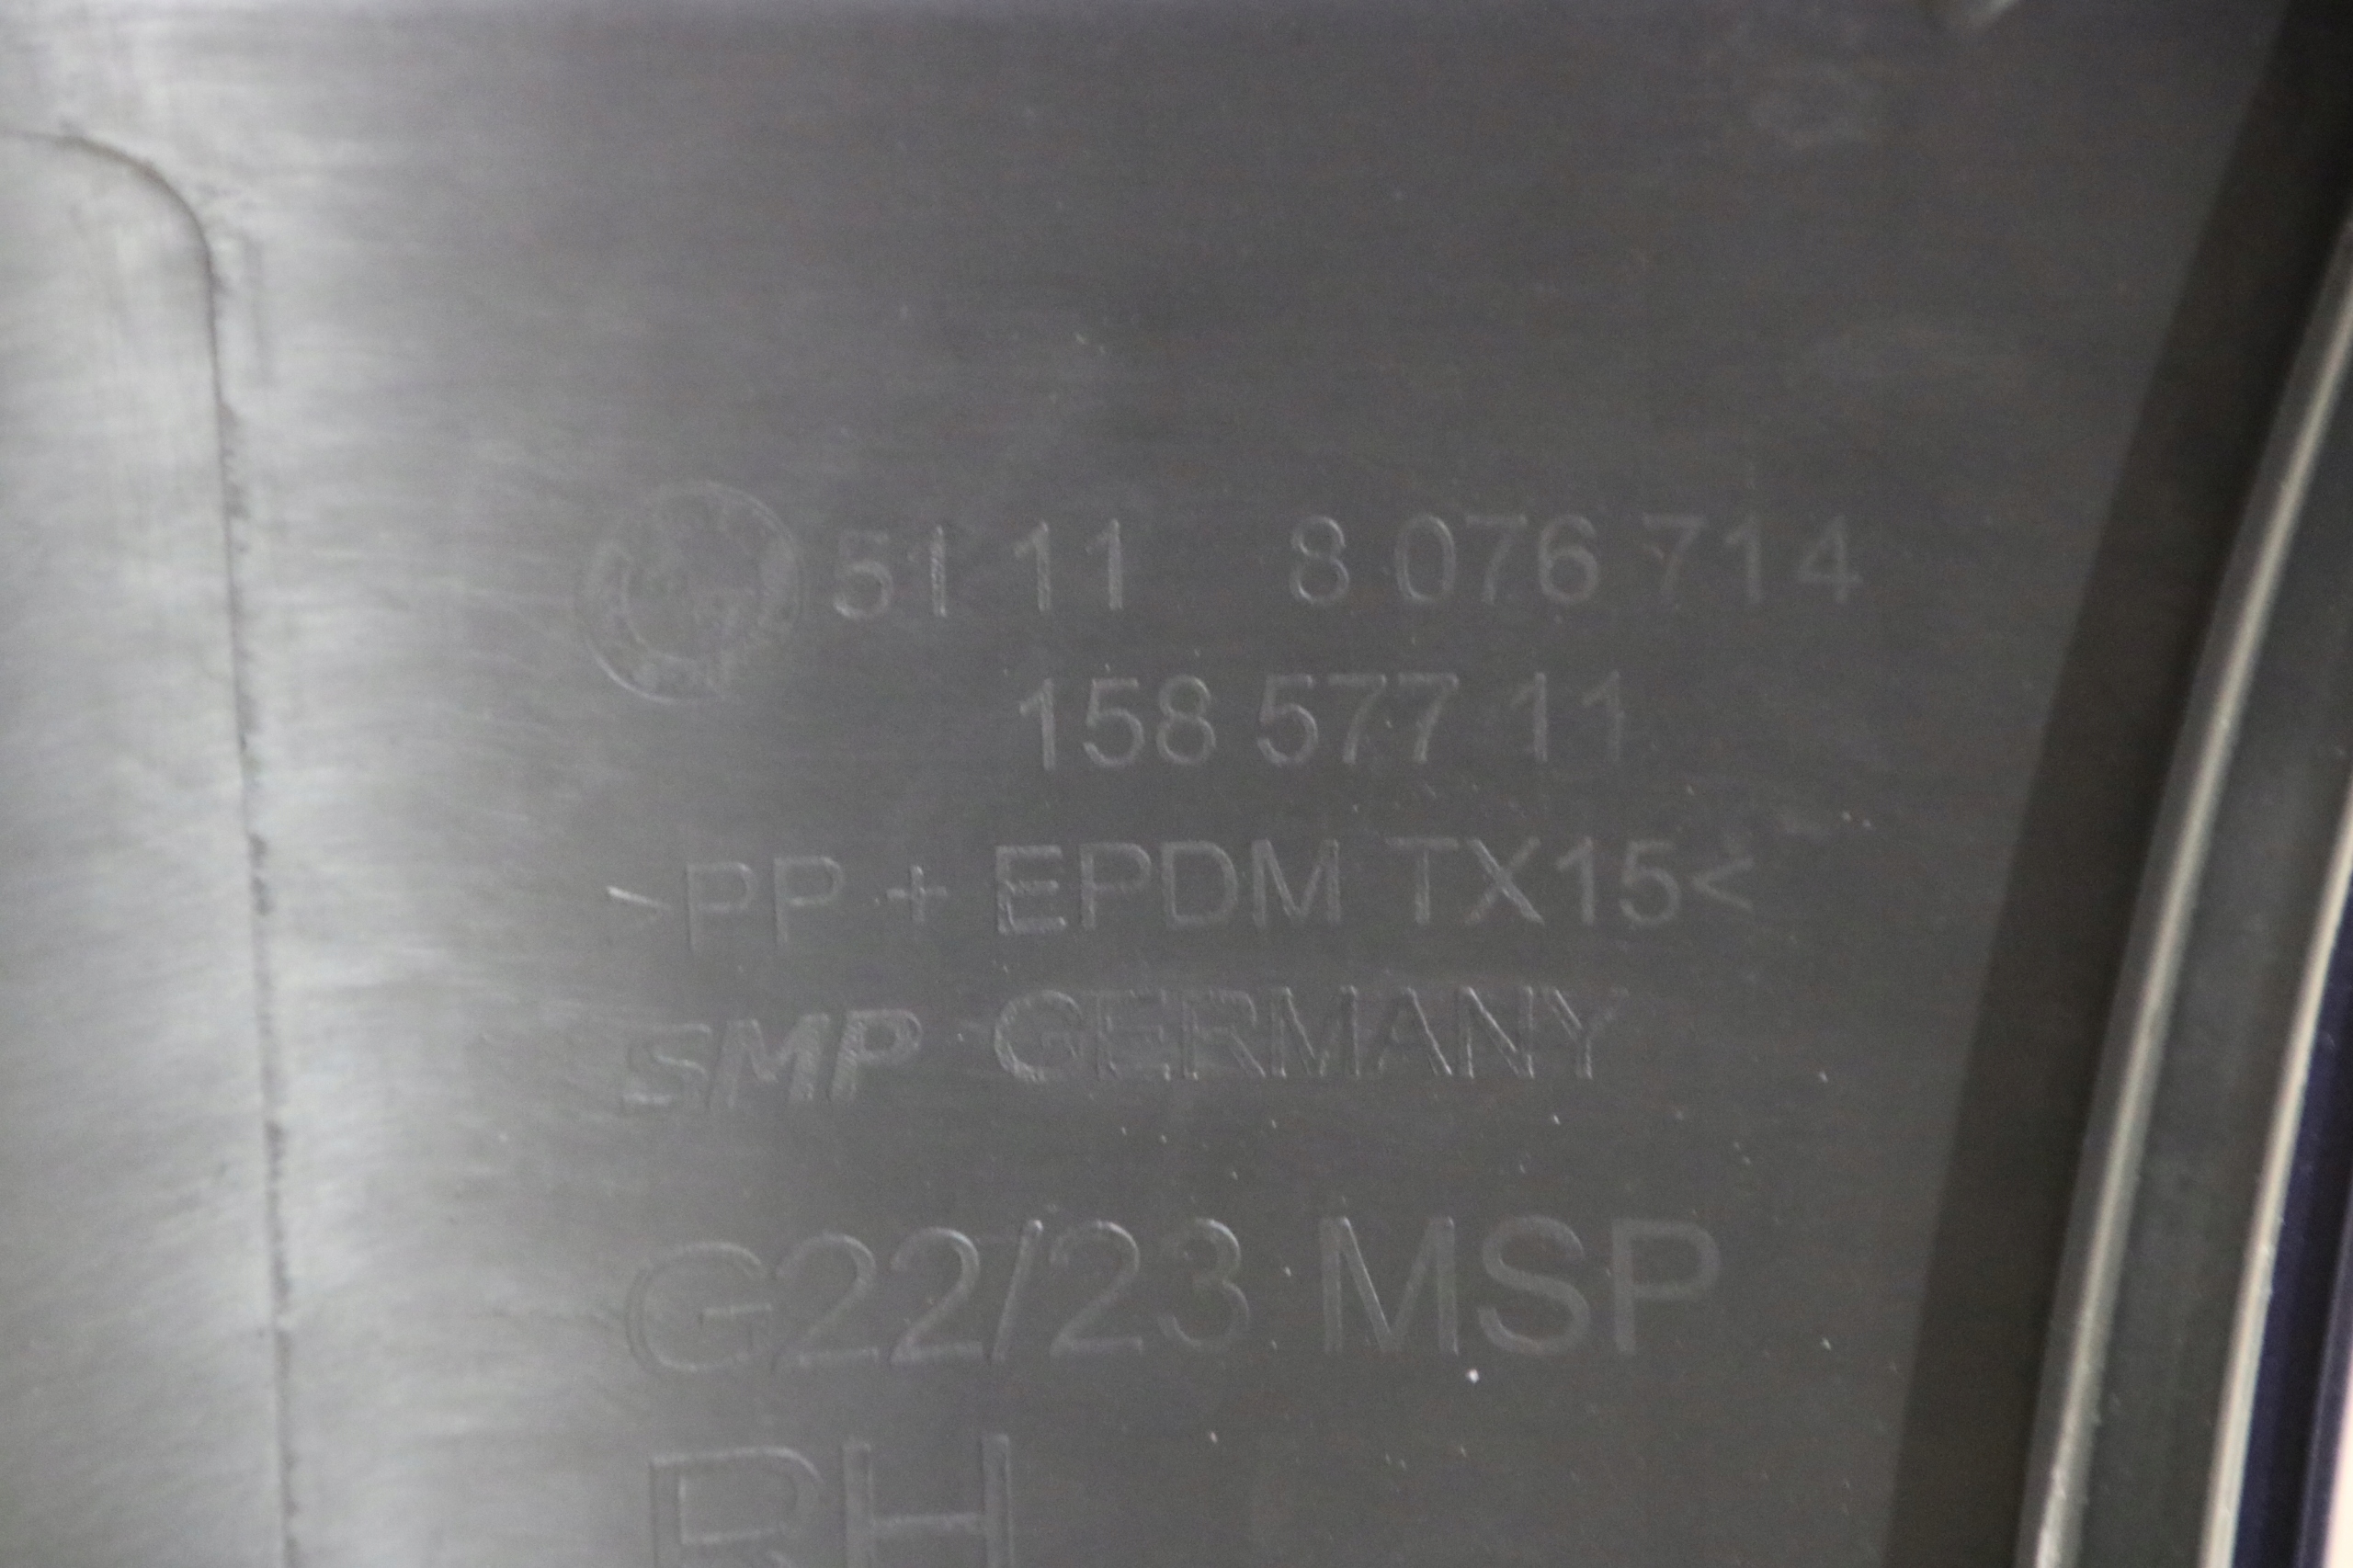 51 11 8 076 714
158 577 11
>PP + EPDM TX15<
SMP GERMANY
G22/23 MSP
RH